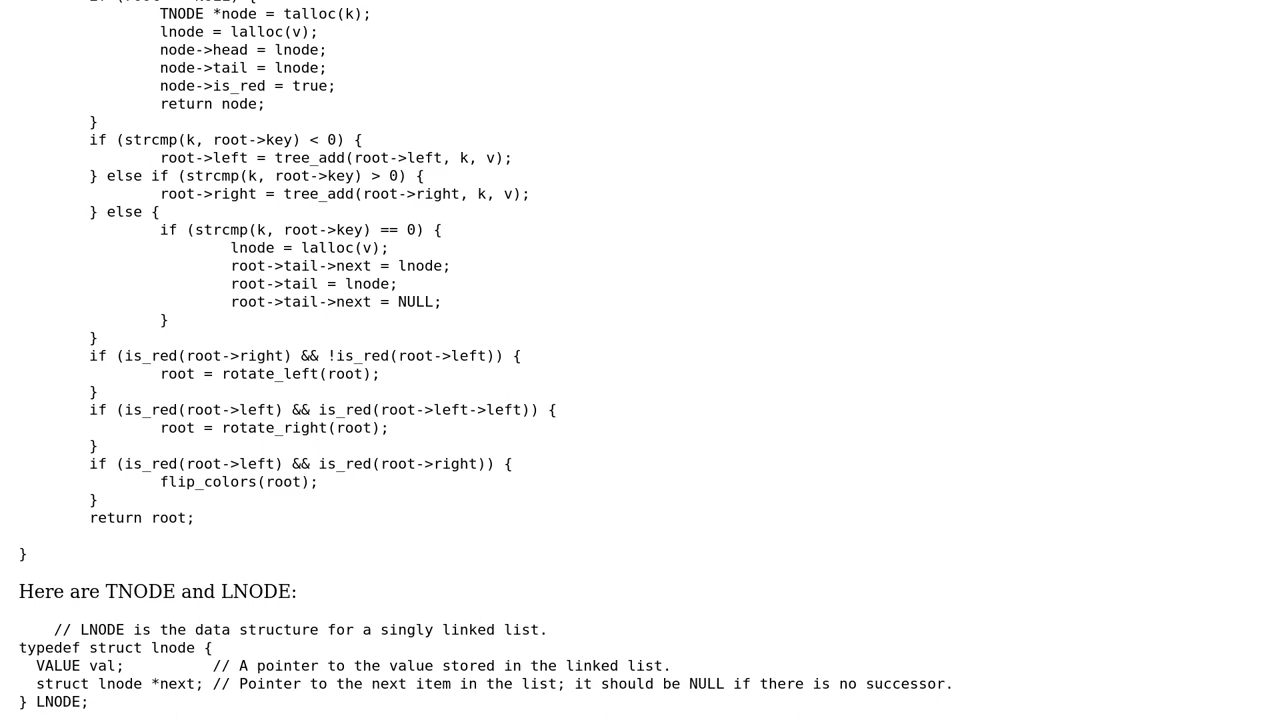 if (root == NULL) {
TNODE *node = talloc(k);
lnode = lalloc(v);
node->head = lnode;
node->tail = lnode;
node->is_red = true;
return node;
}
if (strcmp(k, root->key) < 0) {
root->left = tree_add(root->left, k, v);
} else if (strcmp(k, root->key) > 0) {
root->right = tree_add(root->right, k, v);
} else {
if (strcmp(k, root->key) == 0) {
lnode = lalloc(v);
root->tail->next = lnode;
root->tail = lnode;
root->tail->next = NULL;
}
}
if (is_red(root->right) && !is_red(root->left)) {
root = rotate_left(root);
}
if (is_red(root->left) && is_red(root->left->left)) {
root = rotate_right(root);
}
if (is_red(root->left) && is_red(root->right)) {
flip_colors(root);
}
return root;
}
Here are TNODE and LNODE:
// LNODE is the data structure for a singly linked list.
typedef struct lnode {
VALUE val; // A pointer to the value stored in the linked list.
struct lnode *next; // Pointer to the next item in the list; it should be NULL if there is no successor.
} LNODE;